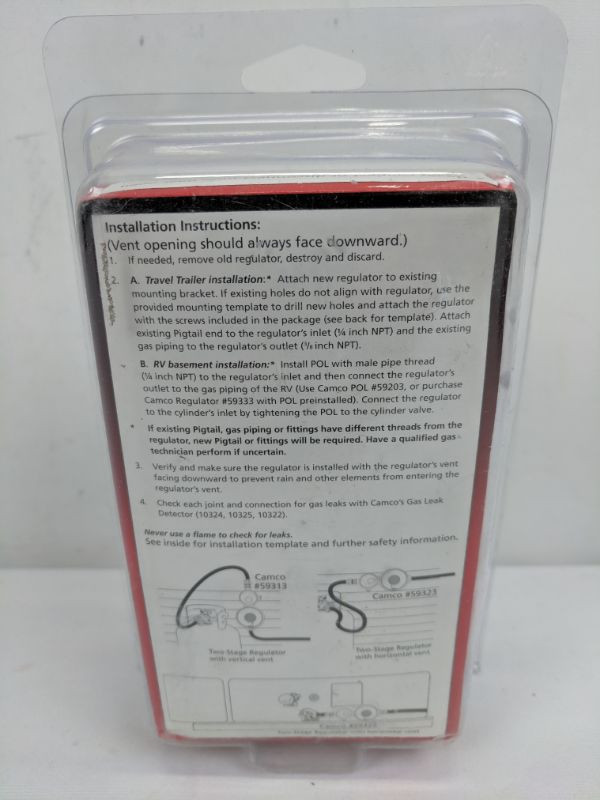 Installation Instructions:
(Vent opening should always face downward.)
1. If needed, remove old regulator, destroy and discard.
2. A. Travel Trailer installation:* Attach new regulator to existing
mounting bracket. If existing holes do not align with regulator, use the
provided mounting template to drill new holes and attach the regulator
with the screws included in the package (see back for template). Attach
existing Pigtail end to the regulator's inlet (¼ inch NPT) and the existing
gas piping to the regulator's outlet (⅜ inch NPT).
B. RV basement installation:* Install POL with male pipe thread
(¼ inch NPT) to the regulator's inlet and then connect the regulator's
outlet to the gas piping of the RV (Use Camco POL #59203, or purchase
Camco Regulator #59333 with POL preinstalled). Connect the regulator
to the cylinder's inlet by tightening the POL to the cylinder valve.
* If existing Pigtail, gas piping or fittings have different threads from the
regulator, new Pigtail or fittings will be required. Have a qualified gas
technician perform if uncertain.
3. Verify and make sure the regulator is installed with the regulator's vent
facing downward to prevent rain and other elements from entering the
regulator's vent.
4. Check each joint and connection for gas leaks with Camco's Gas Leak
Detector (10324, 10325, 10322).
Never use a flame to check for leaks.
See inside for installation template and further safety information.
Camco
#59313
Camco #59323
Two-Stage Regulator
with vertical vent
Two-Stage Regulator
with horizontal vent
Camco
Two-Stage Regulator with horizontal vent